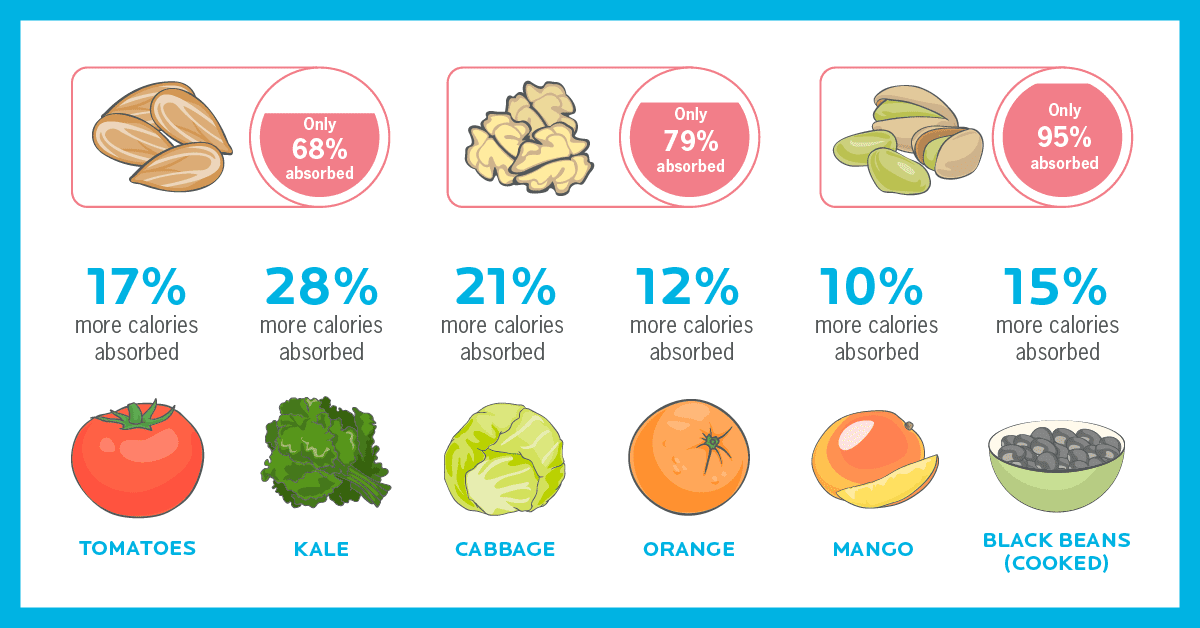 Only
68%
absorbed
Only
79%
absorbed
Only
95%
absorbed
17%
more calories
absorbed
28%
more calories
absorbed
21%
more calories
absorbed
12%
more calories
absorbed
10%
more calories
absorbed
15%
more calories
absorbed
TOMATOES
KALE
CABBAGE
ORANGE
MANGO
BLACK BEANS
(COOKED)